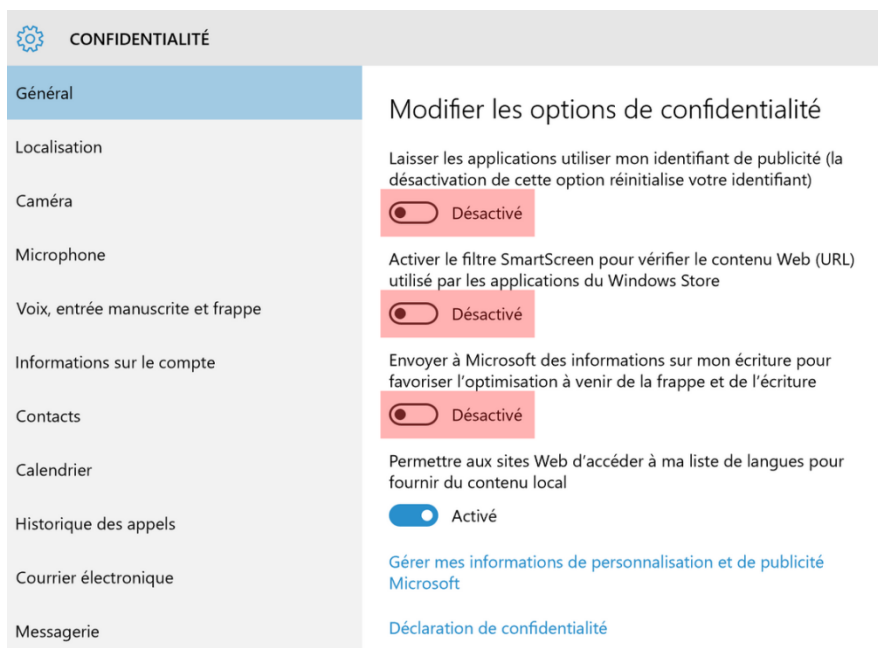 CONFIDENTIALITÉ
Général
Localisation
Caméra
Microphone
Voix, entrée manuscrite et frappe
Informations sur le compte
Contacts
Calendrier
Historique des appels
Courrier électronique
Messagerie
Modifier les options de confidentialité
Laisser les applications utiliser mon identifiant de publicité (la
désactivation de cette option réinitialise votre identifiant)
Désactivé
Activer le filtre SmartScreen pour vérifier le contenu Web (URL)
utilisé par les applications du Windows Store
Désactivé
Envoyer à Microsoft des informations sur mon écriture pour
favoriser l'optimisation à venir de la frappe et de l'écriture
Désactivé
Permettre aux sites Web d'accéder à ma liste de langues pour
fournir du contenu local
Activé
Gérer mes informations de personnalisation et de publicité
Microsoft
Déclaration de confidentialité